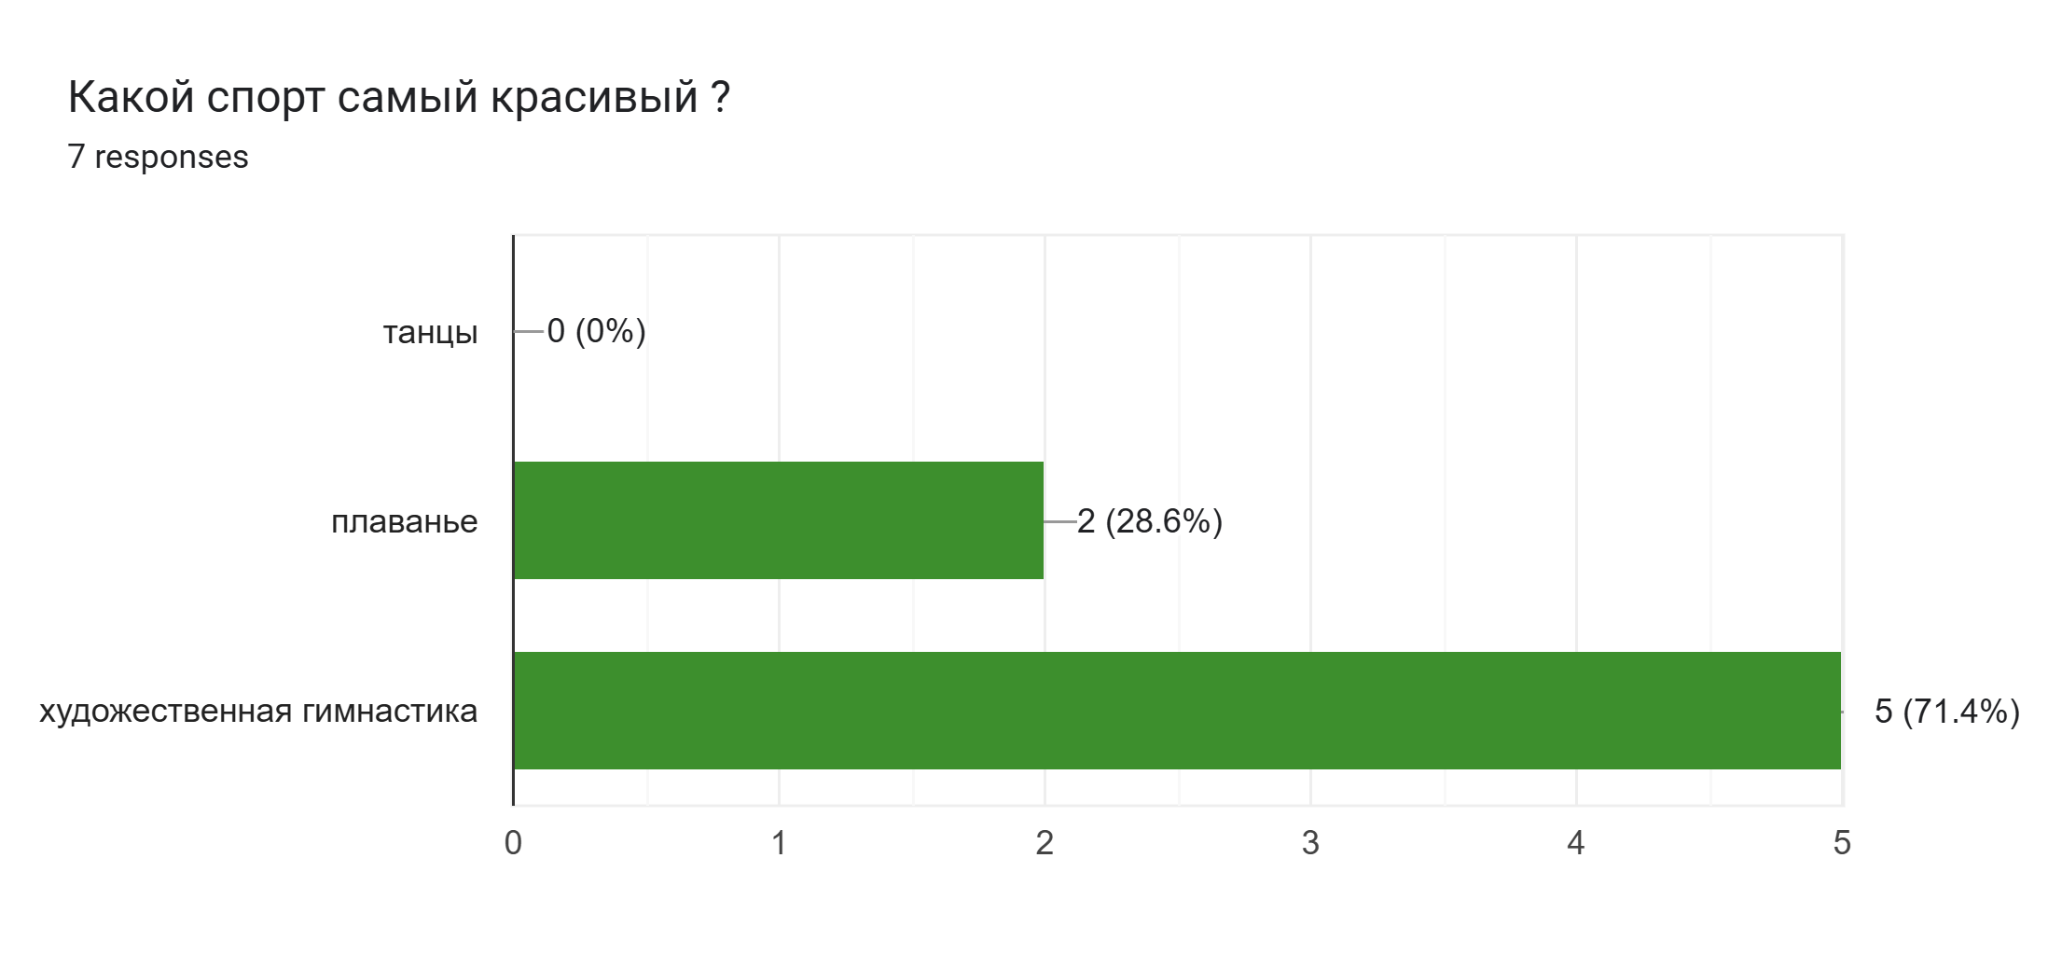 Какой спорт самый красивый ?
7 responses
танцы
0 (0%)
плаванье
2 (28.6%)
художественная гимнастика
5 (71.4%)
0 1 2 3 4 5